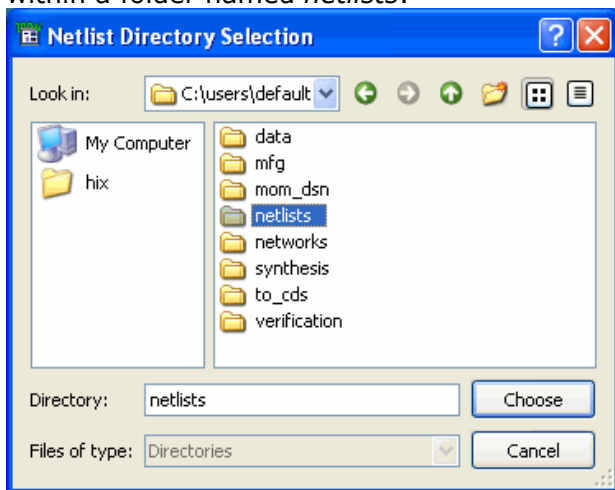 within a folder named netlists.
Netlist Directory Selection
Look in: C:\users\default
My Computer
hix
data
mfg
mom_dsn
netlists
networks
synthesis
to_cds
verification
Directory: netlists Choose
Files of type: Directories Cancel